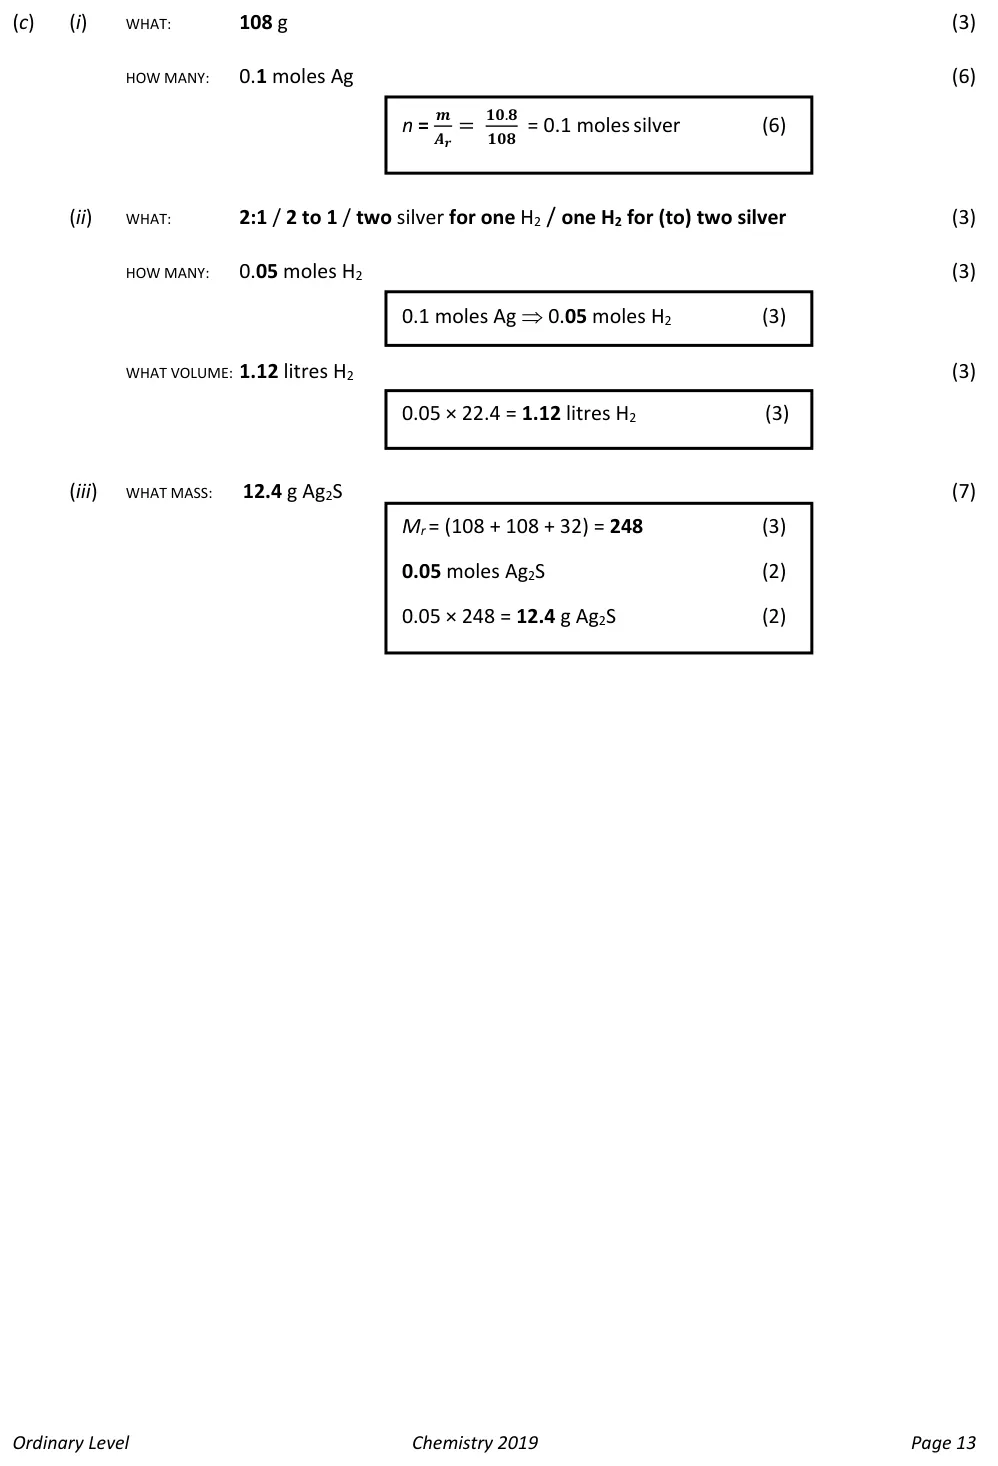 (c) (i) WHAT: 108 g (3)
HOW MANY: 0.1 moles Ag (6)
n = m/Aᵣ = 10.8/108 = 0.1 moles silver (6)
(ii) WHAT: 2:1 / 2 to 1 / two silver for one H₂ / one H₂ for (to) two silver (3)
HOW MANY: 0.05 moles H₂ (3)
0.1 moles Ag ⇒ 0.05 moles H₂ (3)
WHAT VOLUME: 1.12 litres H₂ (3)
0.05 × 22.4 = 1.12 litres H₂ (3)
(iii) WHAT MASS: 12.4 g Ag₂S (7)
Mᵣ = (108 + 108 + 32) = 248 (3)
0.05 moles Ag₂S (2)
0.05 × 248 = 12.4 g Ag₂S (2)
Ordinary Level Chemistry 2019 Page 13